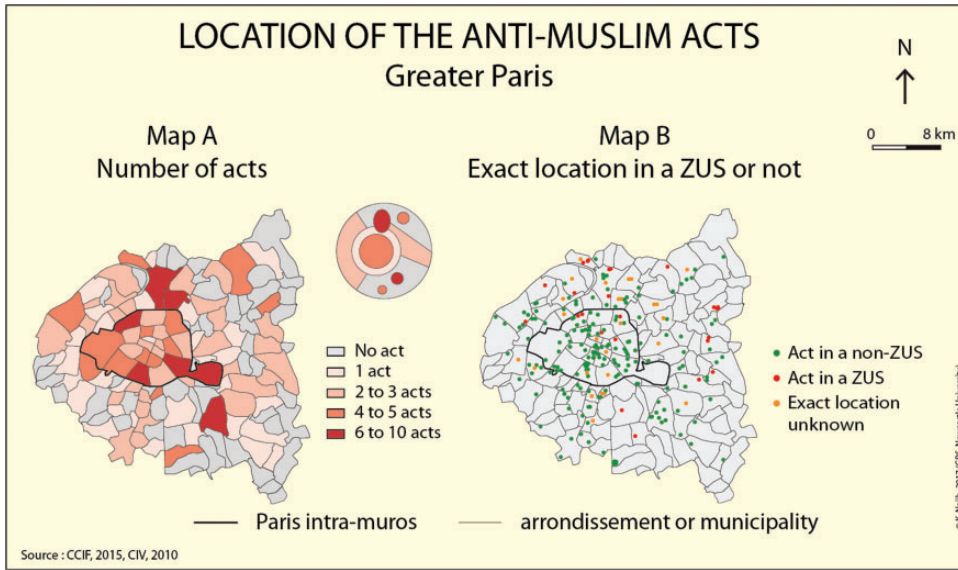 LOCATION OF THE ANTI-MUSLIM ACTS
Greater Paris
N
0 8 km
Map A
Number of acts
Map B
Exact location in a ZUS or not
No act
1 act
2 to 3 acts
4 to 5 acts
6 to 10 acts
Act in a non-ZUS
Act in a ZUS
Exact location
unknown
Paris intra-muros
arrondissement or municipality
Source : CCIF, 2015, CIV, 2010